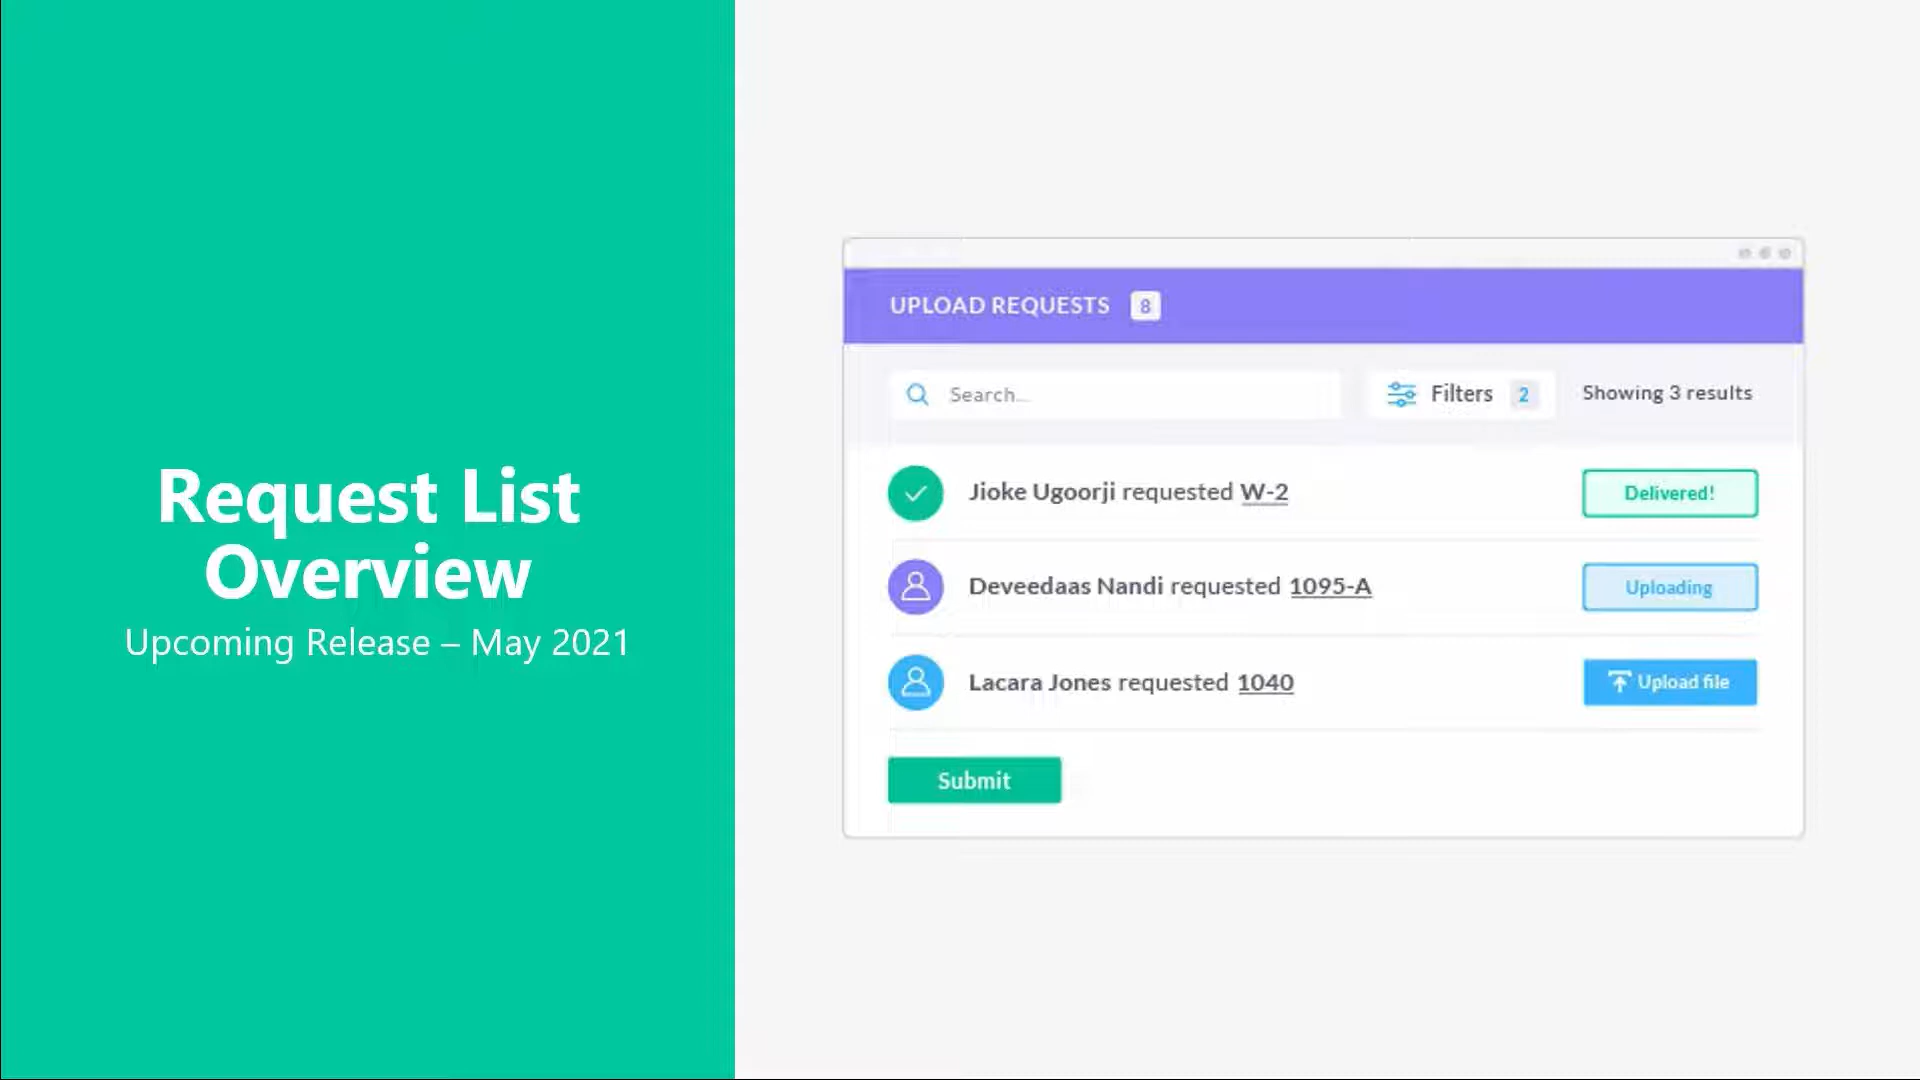 Request List
Overview
Upcoming Release – May 2021
UPLOAD REQUESTS 8
Search...
Filters 2
Showing 3 results
Jioke Ugoorji requested W-2
Delivered!
Deveedaas Nandi requested 1095-A
Uploading
Lacara Jones requested 1040
Upload file
Submit